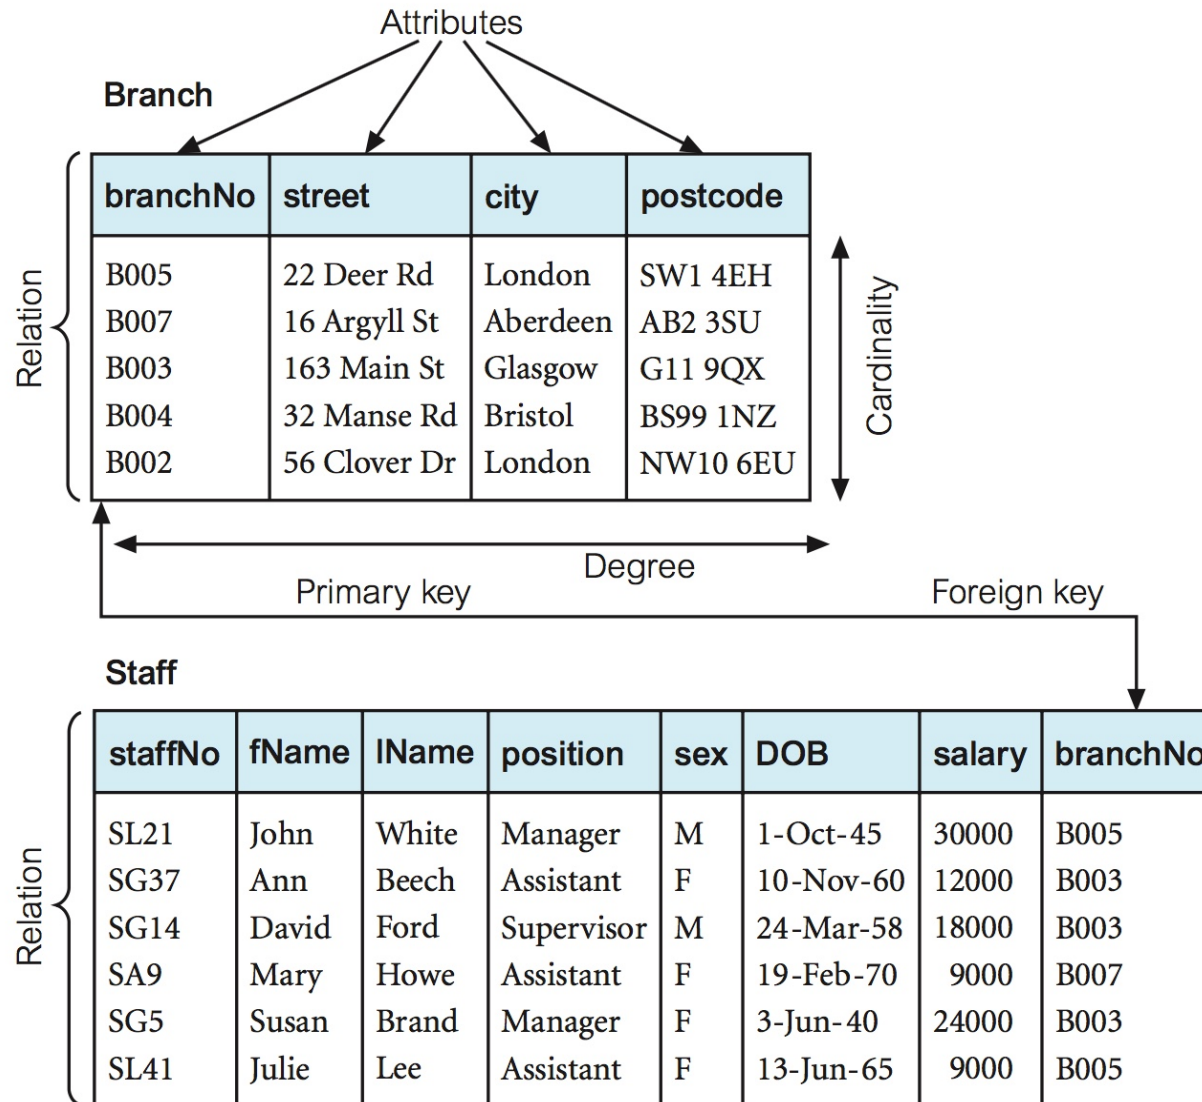 Attributes
Branch
branchNo street city postcode
B005 22 Deer Rd London SW1 4EH
B007 16 Argyll St Aberdeen AB2 3SU
B003 163 Main St Glasgow G11 9QX
B004 32 Manse Rd Bristol BS99 1NZ
B002 56 Clover Dr London NW10 6EU
Relation
Cardinality
Degree
Primary key Foreign key
Staff
staffNo fName lName position sex DOB salary branchNo
SL21 John White Manager M 1-Oct-45 30000 B005
SG37 Ann Beech Assistant F 10-Nov-60 12000 B003
SG14 David Ford Supervisor M 24-Mar-58 18000 B003
SA9 Mary Howe Assistant F 19-Feb-70 9000 B007
SG5 Susan Brand Manager F 3-Jun-40 24000 B003
SL41 Julie Lee Assistant F 13-Jun-65 9000 B005
Relation